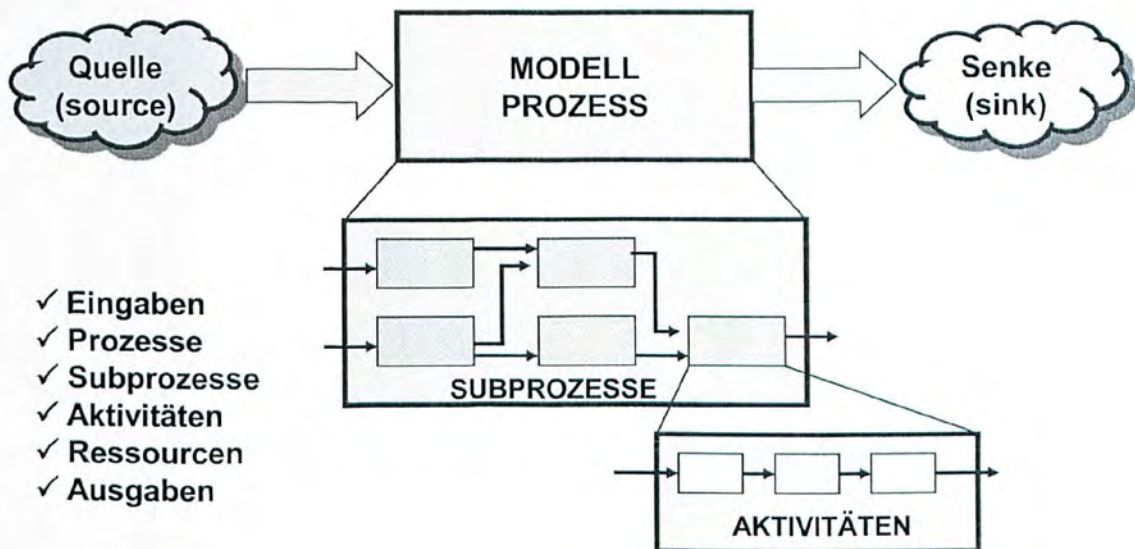 Quelle
(source)
MODELL
PROZESS
Senke
(sink)
✓ Eingaben
✓ Prozesse
✓ Subprozesse
✓ Aktivitäten
✓ Ressourcen
✓ Ausgaben
SUBPROZESSE
AKTIVITÄTEN